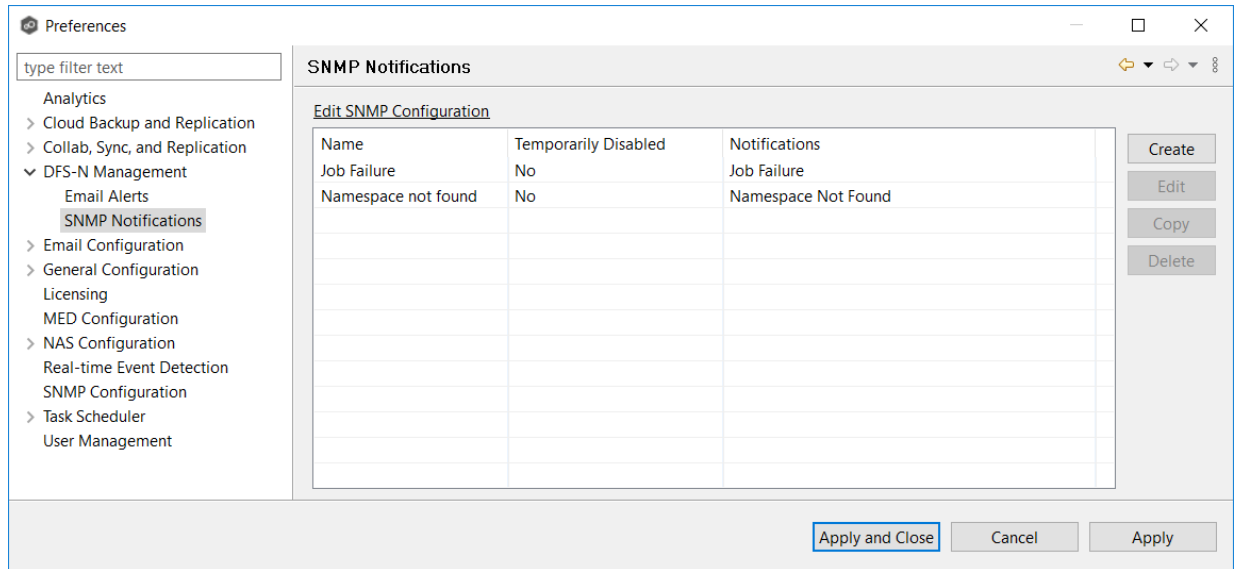 Preferences
type filter text
Analytics
Cloud Backup and Replication
Collab, Sync, and Replication
DFS-N Management
Email Alerts
SNMP Notifications
Email Configuration
General Configuration
Licensing
MED Configuration
NAS Configuration
Real-time Event Detection
SNMP Configuration
Task Scheduler
User Management
SNMP Notifications
Edit SNMP Configuration
Name Temporarily Disabled Notifications
Job Failure No Job Failure
Namespace not found No Namespace Not Found
Create
Edit
Copy
Delete
Apply and Close Cancel Apply